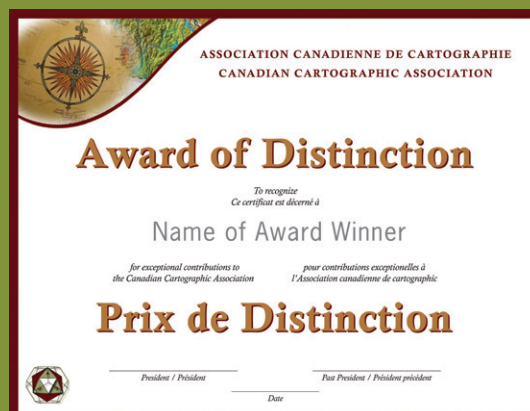 ASSOCIATION CANADIENNE DE CARTOGRAPHIE
CANADIAN CARTOGRAPHIC ASSOCIATION
Award of Distinction
To recognize
Ce certificat est décerné à
Name of Award Winner
for exceptional contributions to
the Canadian Cartographic Association
pour contributions exceptionelles à
l'Association canadienne de cartographic
Prix de Distinction
President / Président
Past President / Président précédent
Date